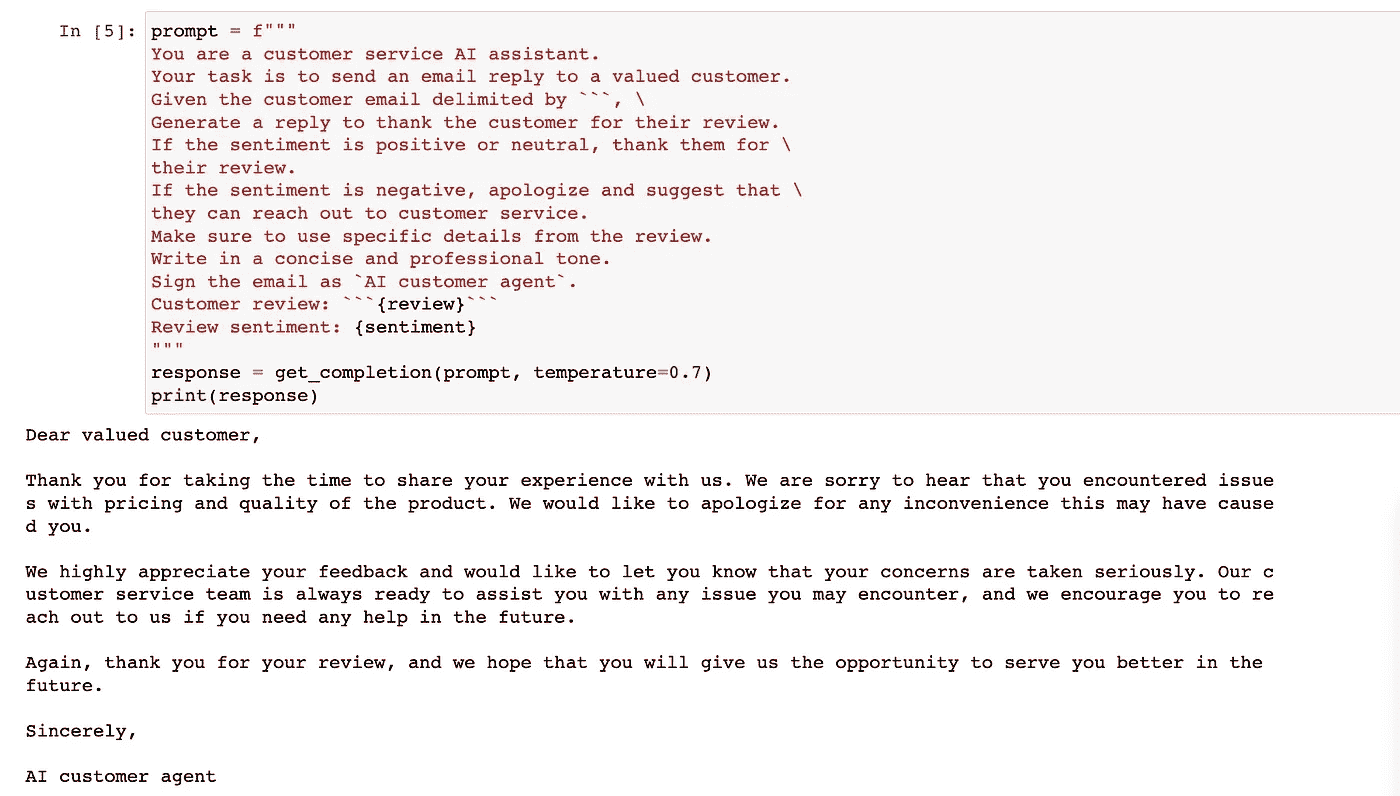 In [5]: prompt = f"""
You are a customer service AI assistant.
Your task is to send an email reply to a valued customer.
Given the customer email delimited by ```, \
Generate a reply to thank the customer for their review.
If the sentiment is positive or neutral, thank them for \
their review.
If the sentiment is negative, apologize and suggest that \
they can reach out to customer service.
Make sure to use specific details from the review.
Write in a concise and professional tone.
Sign the email as `AI customer agent`.
Customer review: ```{review}```
Review sentiment: {sentiment}
"""
response = get_completion(prompt, temperature=0.7)
print(response)
Dear valued customer,
Thank you for taking the time to share your experience with us. We are sorry to hear that you encountered issue
s with pricing and quality of the product. We would like to apologize for any inconvenience this may have cause
d you.
We highly appreciate your feedback and would like to let you know that your concerns are taken seriously. Our c
ustomer service team is always ready to assist you with any issue you may encounter, and we encourage you to re
ach out to us if you need any help in the future.
Again, thank you for your review, and we hope that you will give us the opportunity to serve you better in the
future.
Sincerely,
AI customer agent